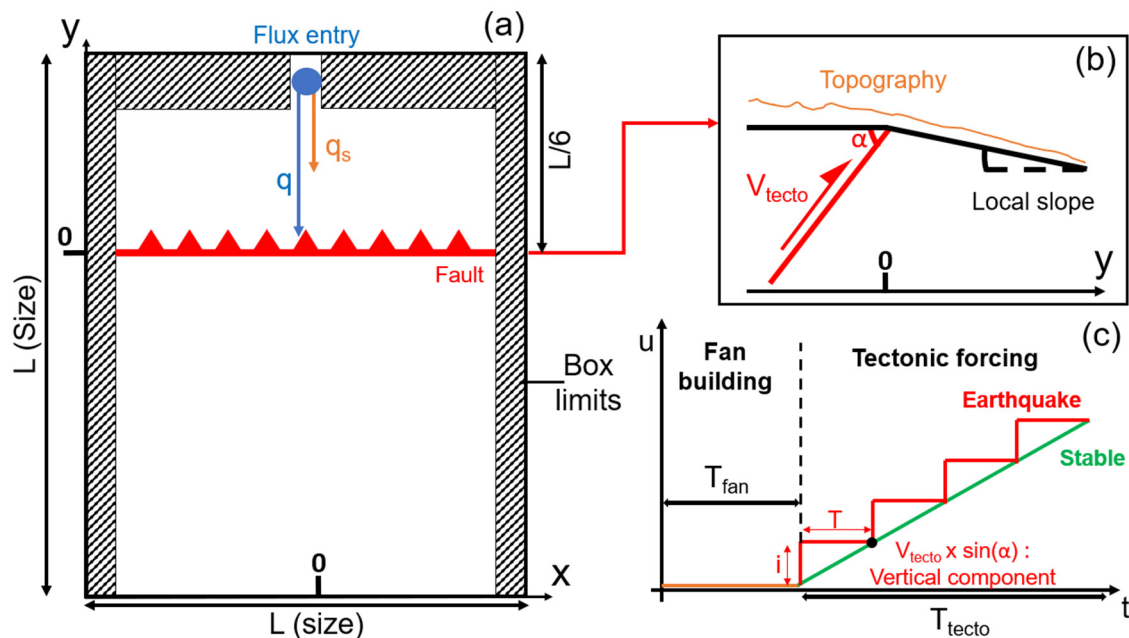 y
(a)
Flux entry
qs
q
L/6
0
Fault
L (Size)
Box
limits
0
x
L (size)
(b)
Topography
α
Vtecto
Local slope
0
y
(c)
u
Fan
building
Tectonic forcing
Earthquake
Stable
Tfan
T
i
Vtecto x sin(α) :
Vertical component
t
Ttecto